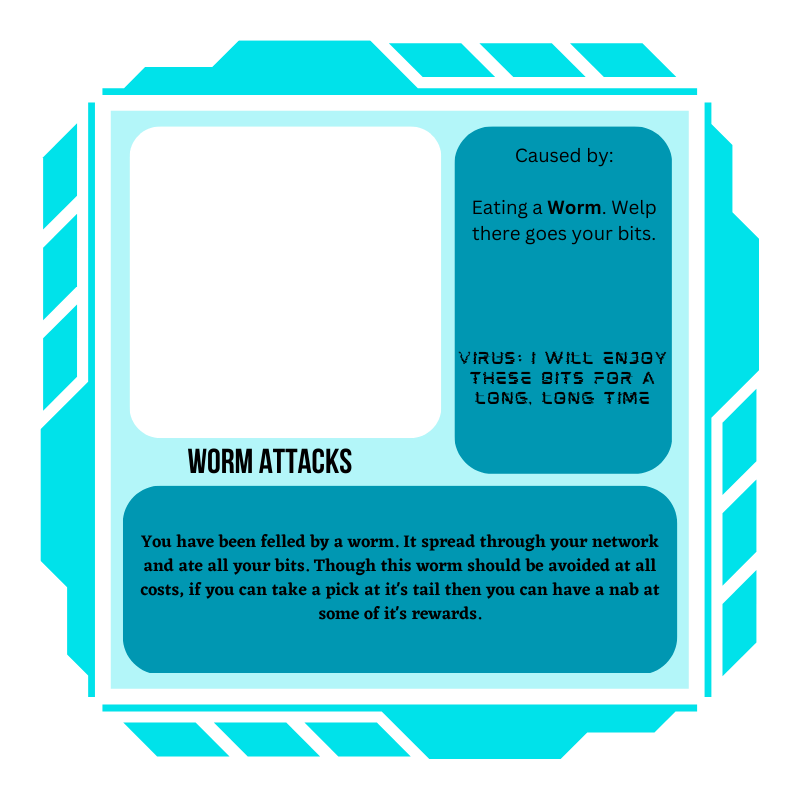 Caused by:
Eating a Worm. Welp
there goes your bits.
VIRUS: I WILL ENJOY
THESE BITS FOR A
LONG, LONG TIME
WORM ATTACKS
You have been felled by a worm. It spread through your network
and ate all your bits. Though this worm should be avoided at all
costs, if you can take a pick at it's tail then you can have a nab at
some of it's rewards.